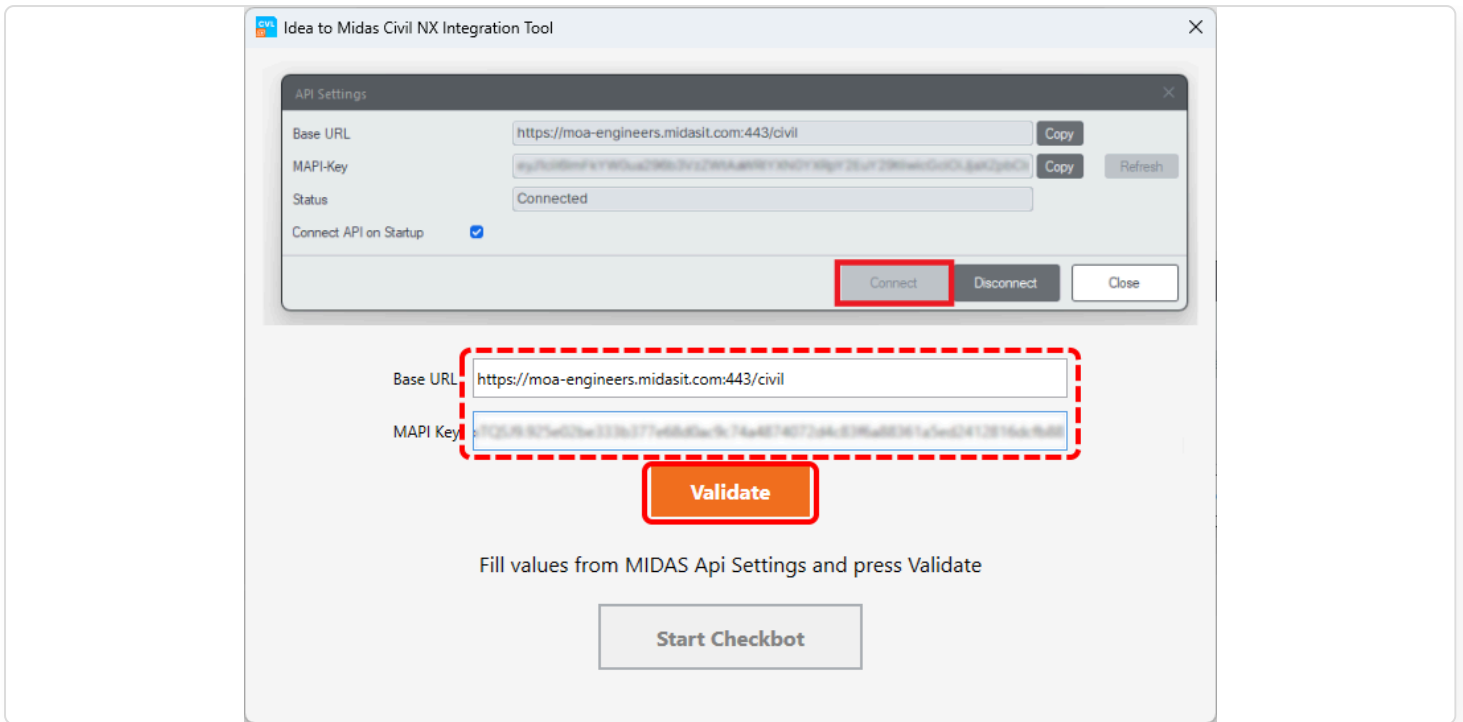 CVL
Idea to Midas Civil NX Integration Tool
API Settings
Base URL https://moa-engineers.midasit.com:443/civil Copy
MAPI-Key Copy Refresh
Status Connected
Connect API on Startup
Connect Disconnect Close
Base URL https://moa-engineers.midasit.com:443/civil
MAPI Key
Validate
Fill values from MIDAS Api Settings and press Validate
Start Checkbot